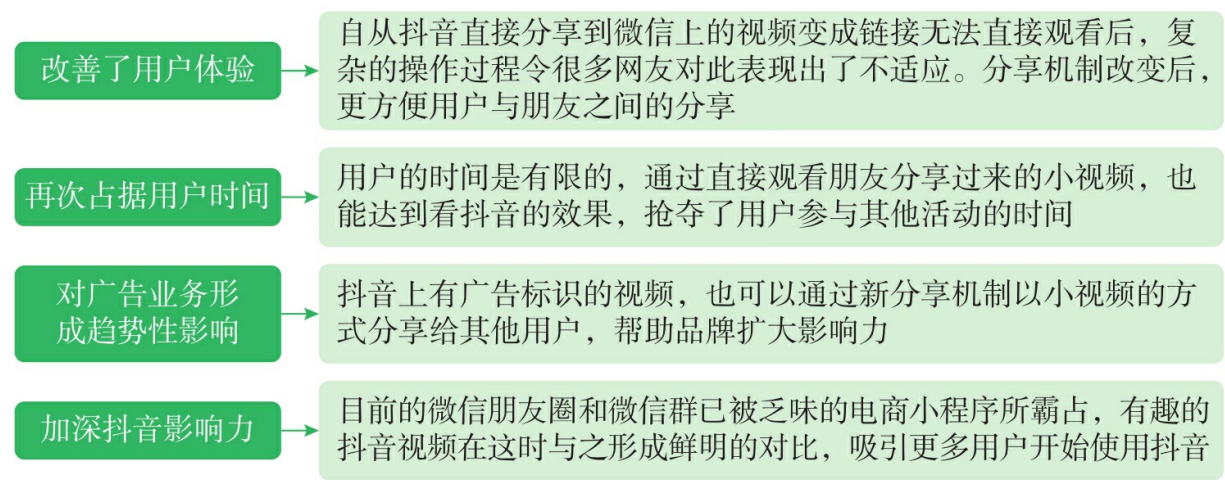 改善了用户体验
自从抖音直接分享到微信上的视频变成链接无法直接观看后，复
杂的操作过程令很多网友对此表现出了不适应。分享机制改变后，
更方便用户与朋友之间的分享
再次占据用户时间
用户的时间是有限的，通过直接观看朋友分享过来的小视频，也
能达到看抖音的效果，抢夺了用户参与其他活动的时间
对广告业务形
成趋势性影响
抖音上有广告标识的视频，也可以通过新分享机制以小视频的方
式分享给其他用户，帮助品牌扩大影响力
加深抖音影响力
目前的微信朋友圈和微信群已被乏味的电商小程序所霸占，有趣的
抖音视频在这时与之形成鲜明的对比，吸引更多用户开始使用抖音